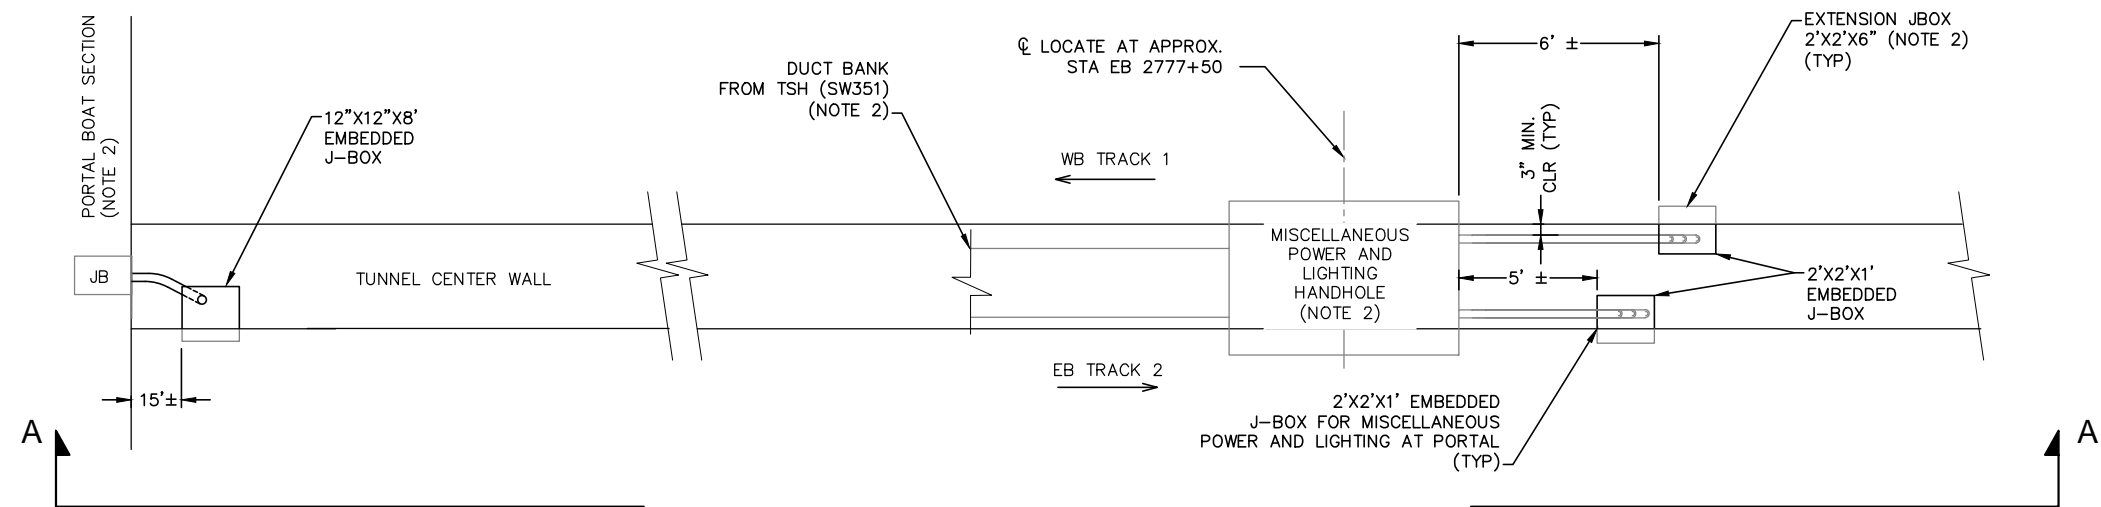 PORTAL BOAT SECTION
(NOTE 2)
12"X12"X8'
EMBEDDED
J-BOX
DUCT BANK
FROM TSH (SW351)
(NOTE 2)
℄ LOCATE AT APPROX.
STA EB 2777+50
6' ±
EXTENSION JBOX
2'X2'X6" (NOTE 2)
(TYP)
3" MIN.
CLR (TYP)
WB TRACK 1
JB
TUNNEL CENTER WALL
MISCELLANEOUS
POWER AND
LIGHTING
HANDHOLE
(NOTE 2)
5' ±
2'X2'X1'
EMBEDDED
J-BOX
EB TRACK 2
15'±
2'X2'X1' EMBEDDED
J-BOX FOR MISCELLANEOUS
POWER AND LIGHTING AT PORTAL
(TYP)
A
A